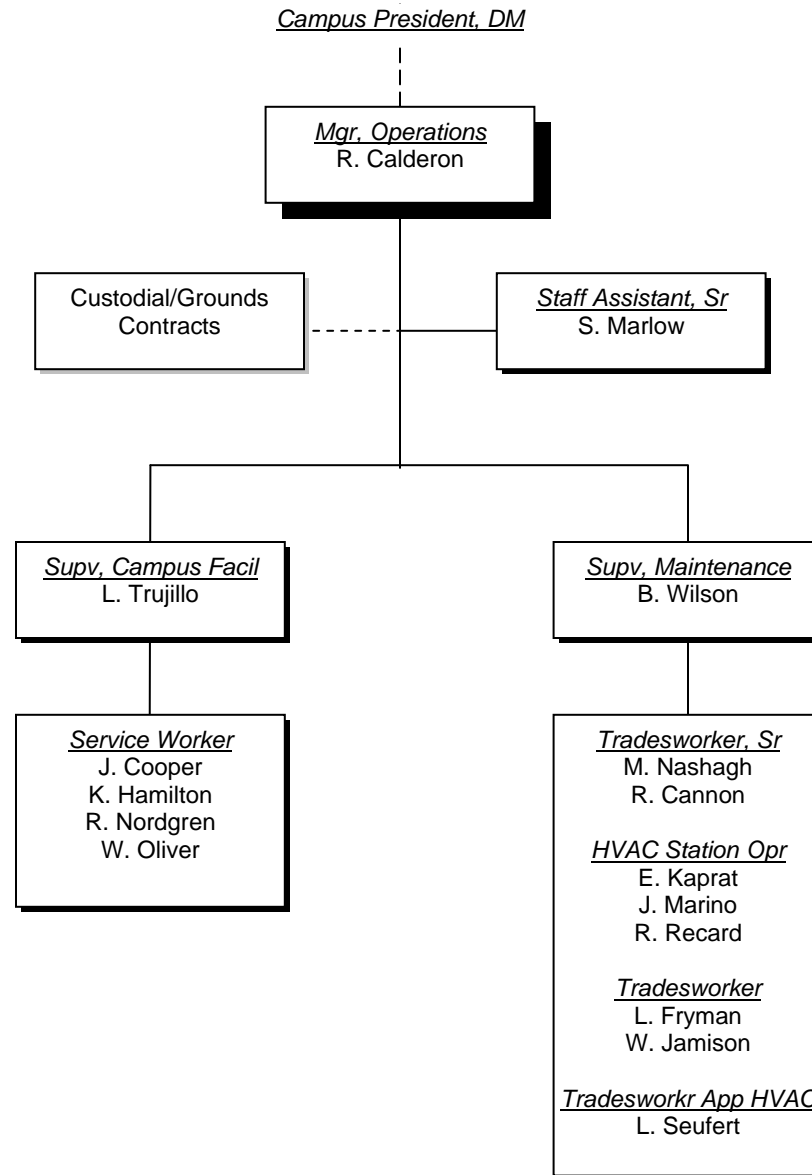 Campus President, DM
Mgr, Operations
R. Calderon
Custodial/Grounds
Contracts
Staff Assistant, Sr
S. Marlow
Supv, Campus Facil
L. Trujillo
Supv, Maintenance
B. Wilson
Service Worker
J. Cooper
K. Hamilton
R. Nordgren
W. Oliver
Tradesworker, Sr
M. Nashagh
R. Cannon
HVAC Station Opr
E. Kaprat
J. Marino
R. Recard
Tradesworker
L. Fryman
W. Jamison
Tradesworkr App HVAC
L. Seufert